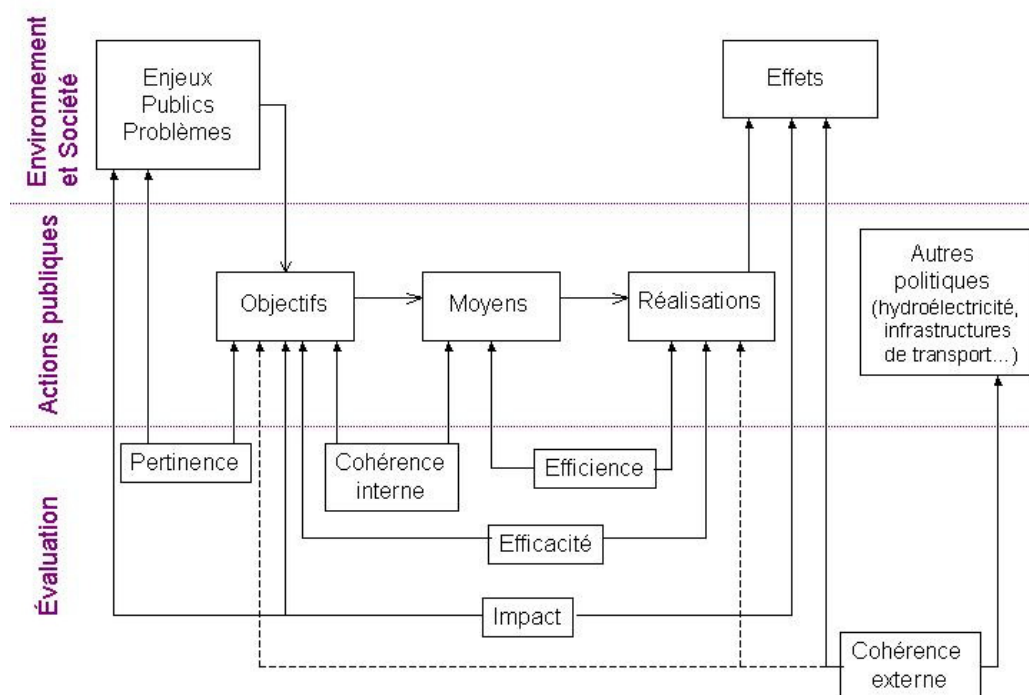 Environnement
et Société
Enjeux
Publics
Problèmes
Effets
Actions publiques
Objectifs
Moyens
Réalisations
Autres
politiques
(hydroélectricité,
infrastructures
de transport...)
Évaluation
Pertinence
Cohérence
interne
Efficience
Efficacité
Impact
Cohérence
externe